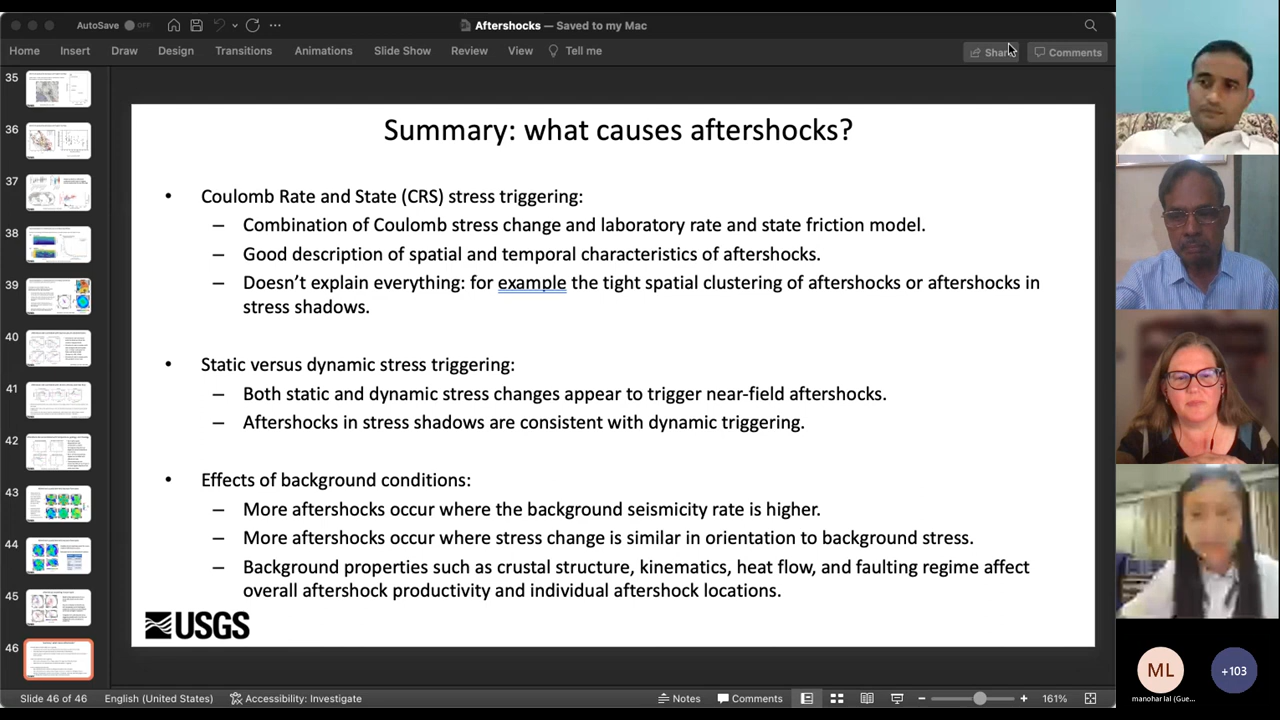 AutoSave OFF
Aftershocks — Saved to my Mac
Home Insert Draw Design Transitions Animations Slide Show Review View Tell me
Share Comments
35
36
37
38
39
40
41
42
43
44
45
46
Summary: what causes aftershocks?
• Coulomb Rate and State (CRS) stress triggering:
– Combination of Coulomb stress change and laboratory rate and state friction model.
– Good description of spatial and temporal characteristics of aftershocks.
– Doesn’t explain everything: for example the tight spatial clustering of aftershocks or aftershocks in
stress shadows.
• Static versus dynamic stress triggering:
– Both static and dynamic stress changes appear to trigger near-field aftershocks.
– Aftershocks in stress shadows are consistent with dynamic triggering.
• Effects of background conditions:
– More aftershocks occur where the background seismicity rate is higher.
– More aftershocks occur where stress change is similar in orientation to background stress.
– Background properties such as crustal structure, kinematics, heat flow, and faulting regime affect
overall aftershock productivity and individual aftershock locations.
USGS
ML
manohar lal (Gue...
+103
Slide 46 of 46 English (United States) Accessibility: Investigate Notes Comments 161%